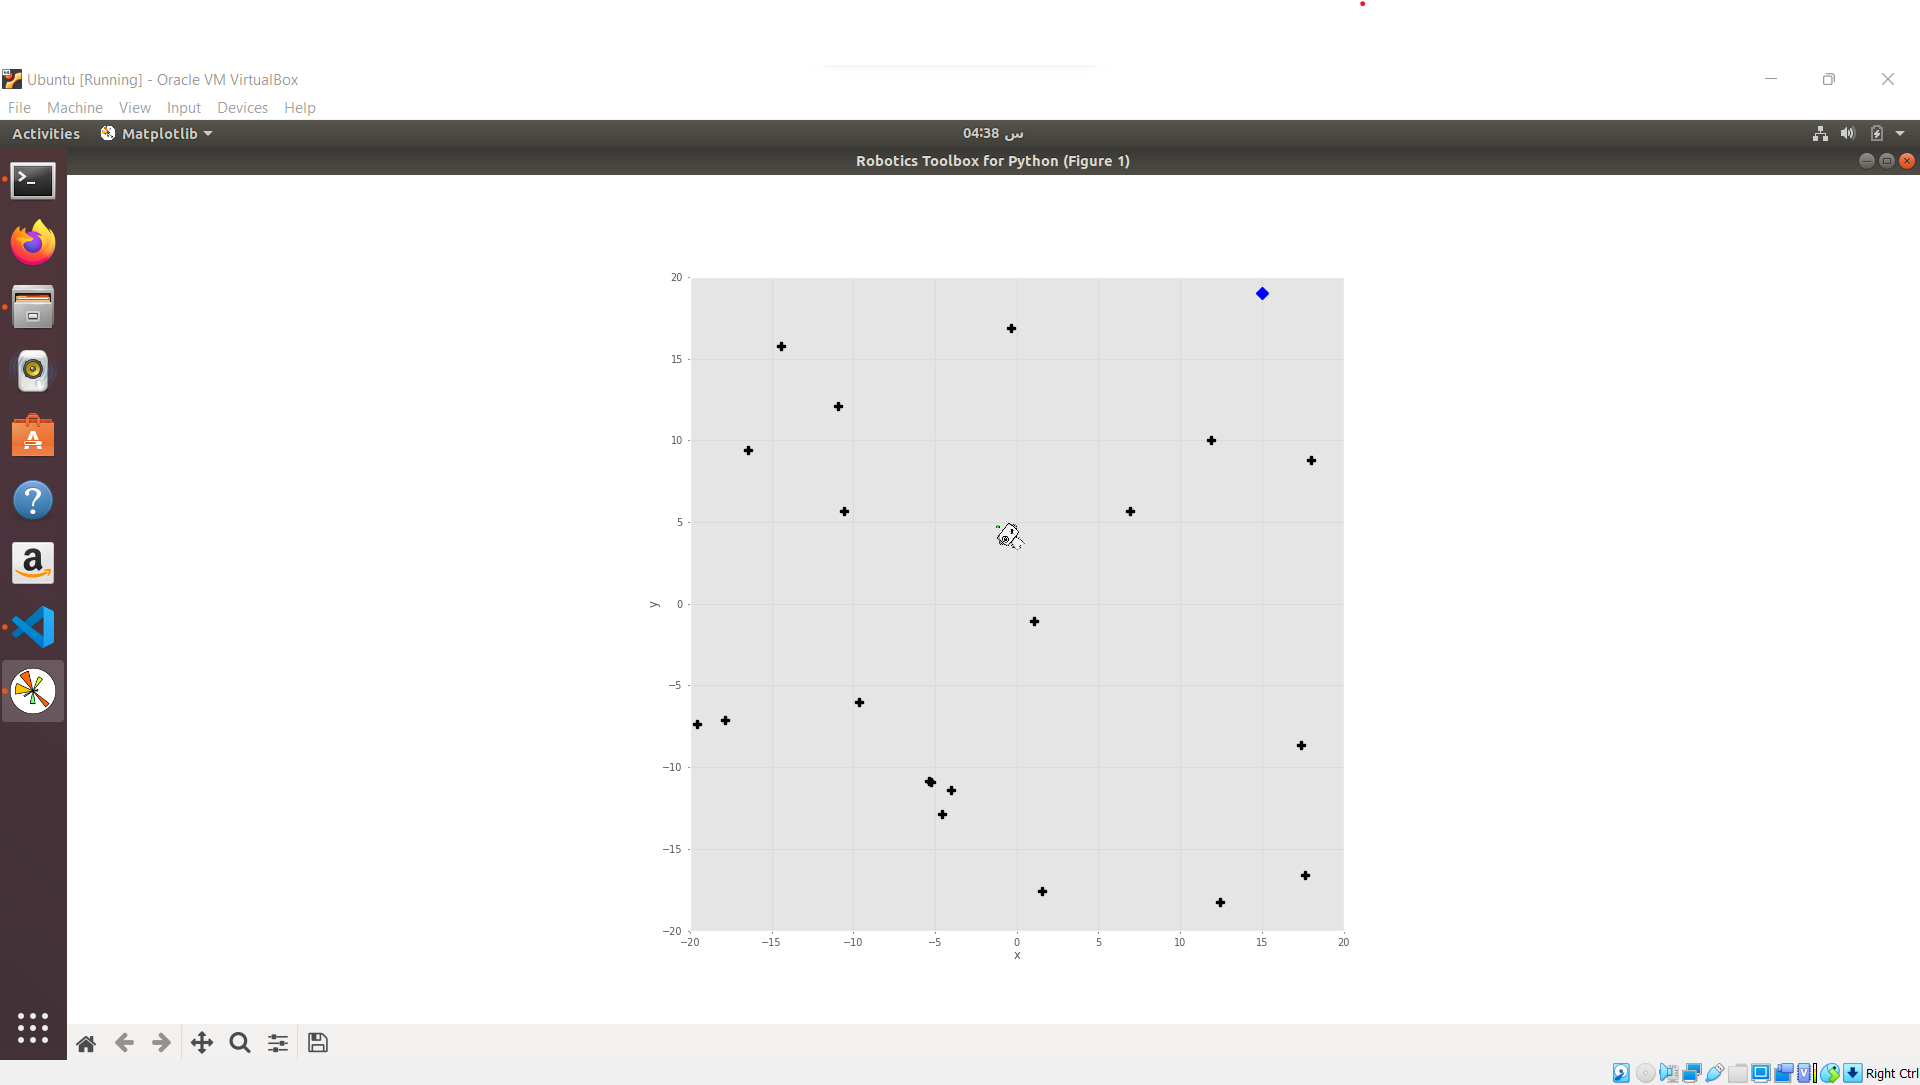 Ubuntu [Running] - Oracle VM VirtualBox
File Machine View Input Devices Help
Activities Matplotlib س 04:38
Robotics Toolbox for Python (Figure 1)
20
15
10
5
y 0
−5
−10
−15
−20
−20 −15 −10 −5 0 5 10 15 20
x
Right Ctrl